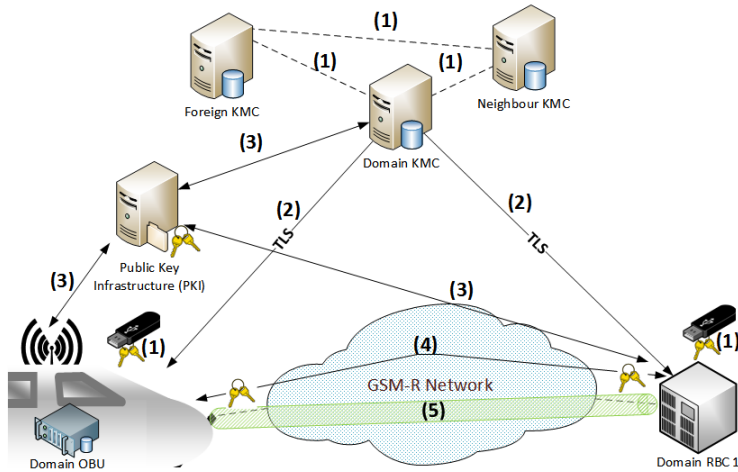 (1)
(1)
(1)
Foreign KMC
Neighbour KMC
(3)
Domain KMC
(2)
(2)
TLS
TLS
Public Key
Infrastructure (PKI)
(3)
(3)
(1)
(1)
(4)
GSM-R Network
(5)
Domain OBU
Domain RBC 1